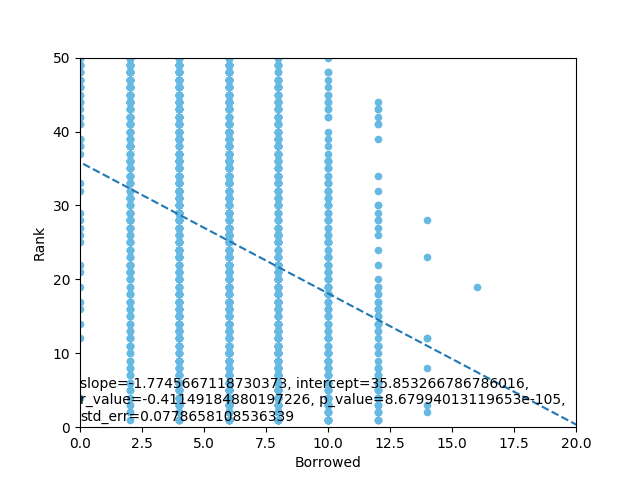 50
40
30
20
10
0
Rank
slope=-1.7745667118730373, intercept=35.853266786786016,
r_value=-0.41149184880197226, p_value=8.67994013119653e-105,
std_err=0.0778658108536339
0.0 2.5 5.0 7.5 10.0 12.5 15.0 17.5 20.0
Borrowed